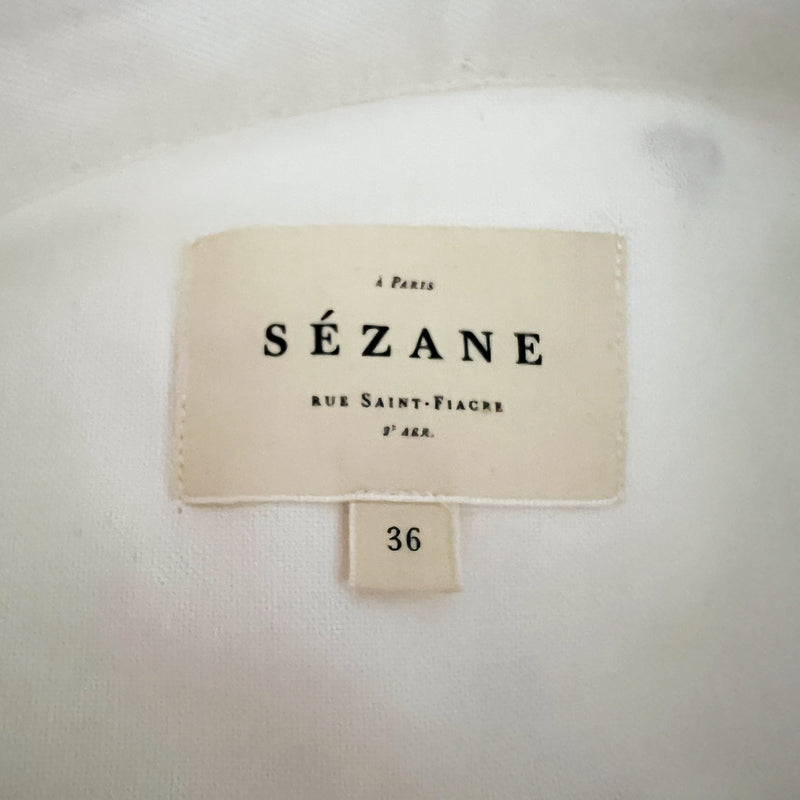 À PARIS
SÉZANE
RUE SAINT-FIACRE
2E ARR.
36